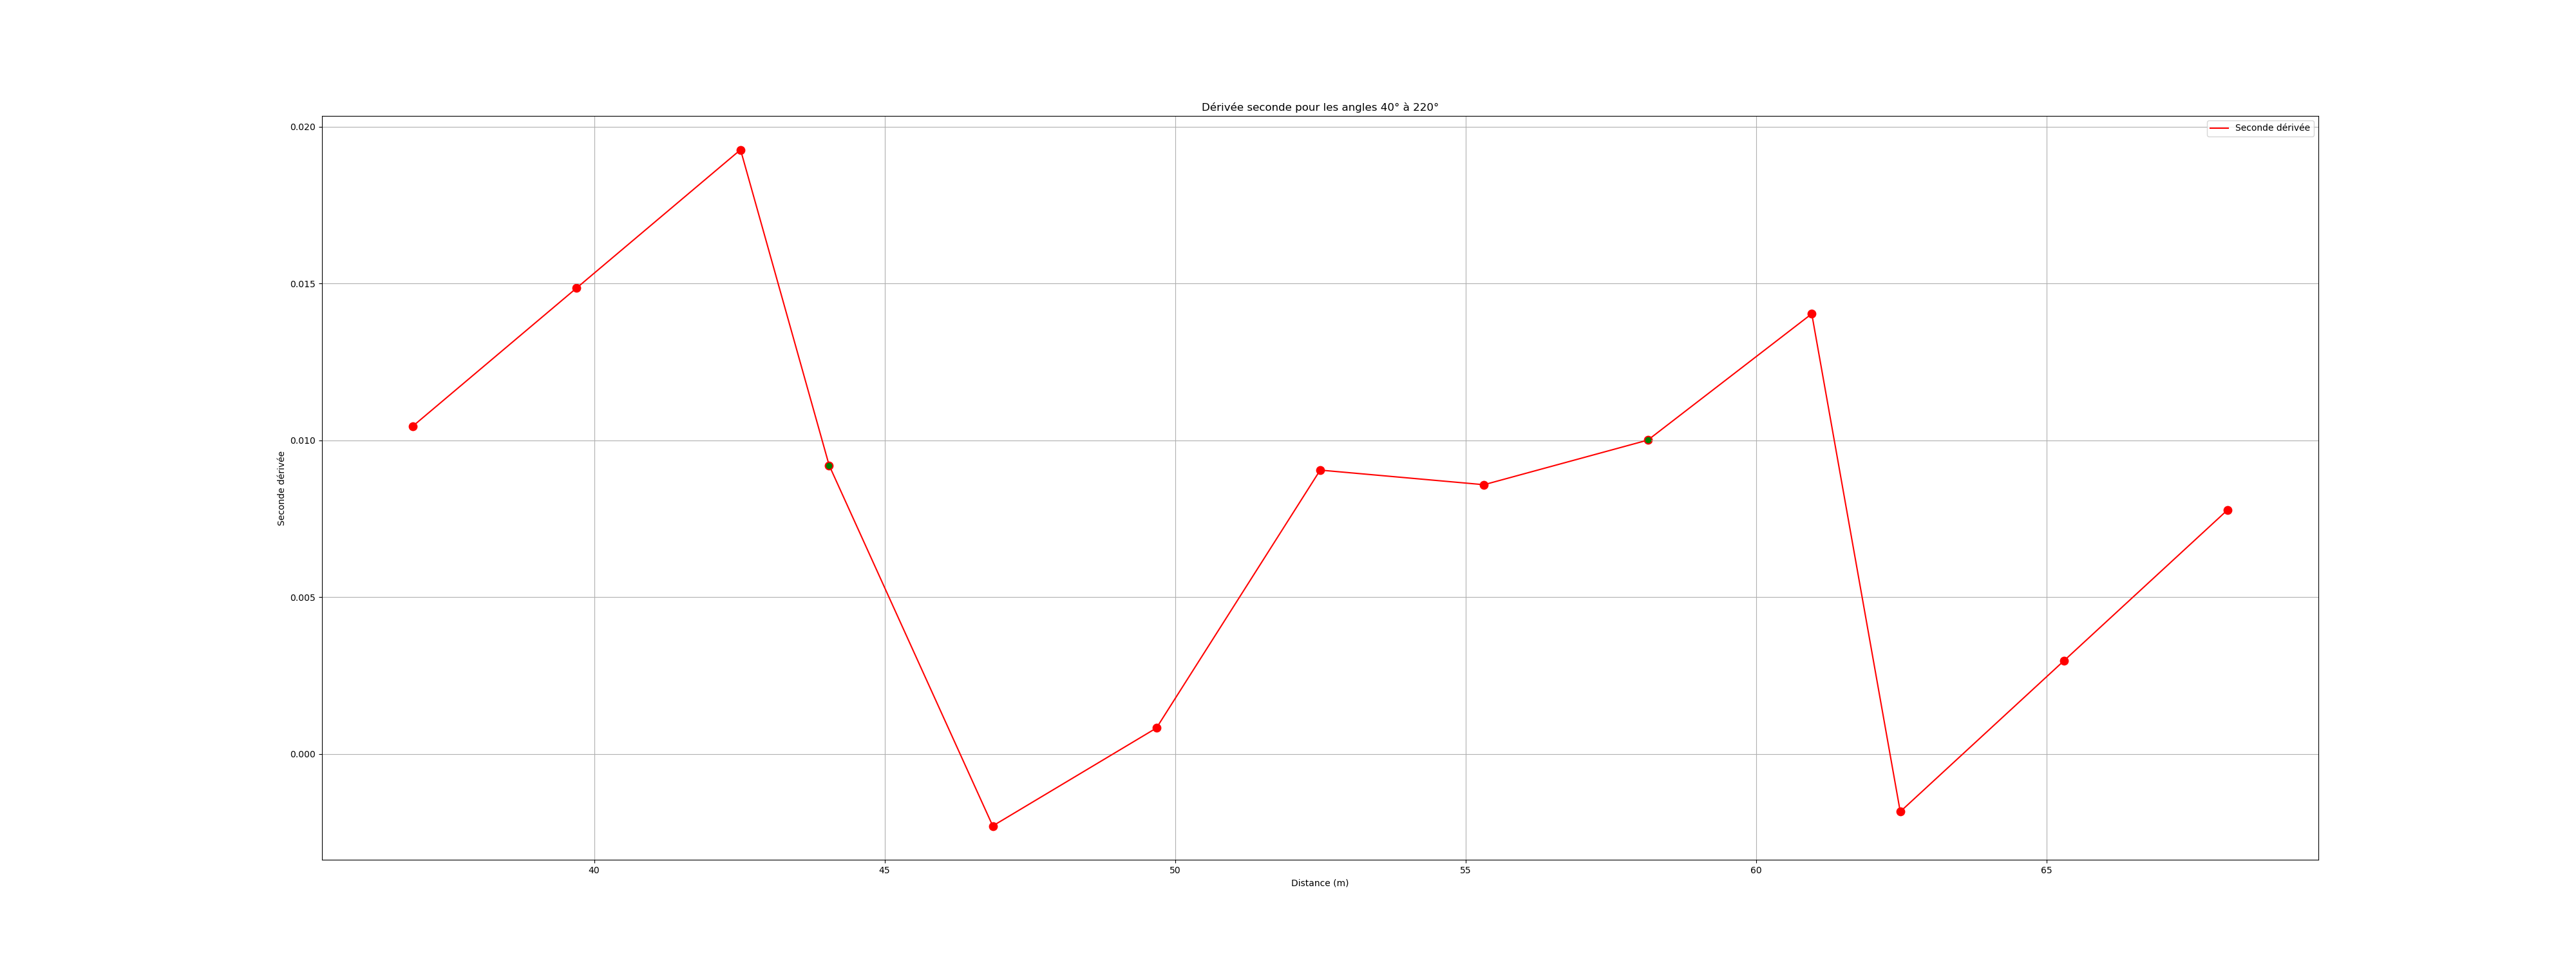 Dérivée seconde pour les angles 40° à 220°
Seconde dérivée
0.020
0.015
0.010
0.005
0.000
Seconde dérivée
40
45
50
55
60
65
Distance (m)